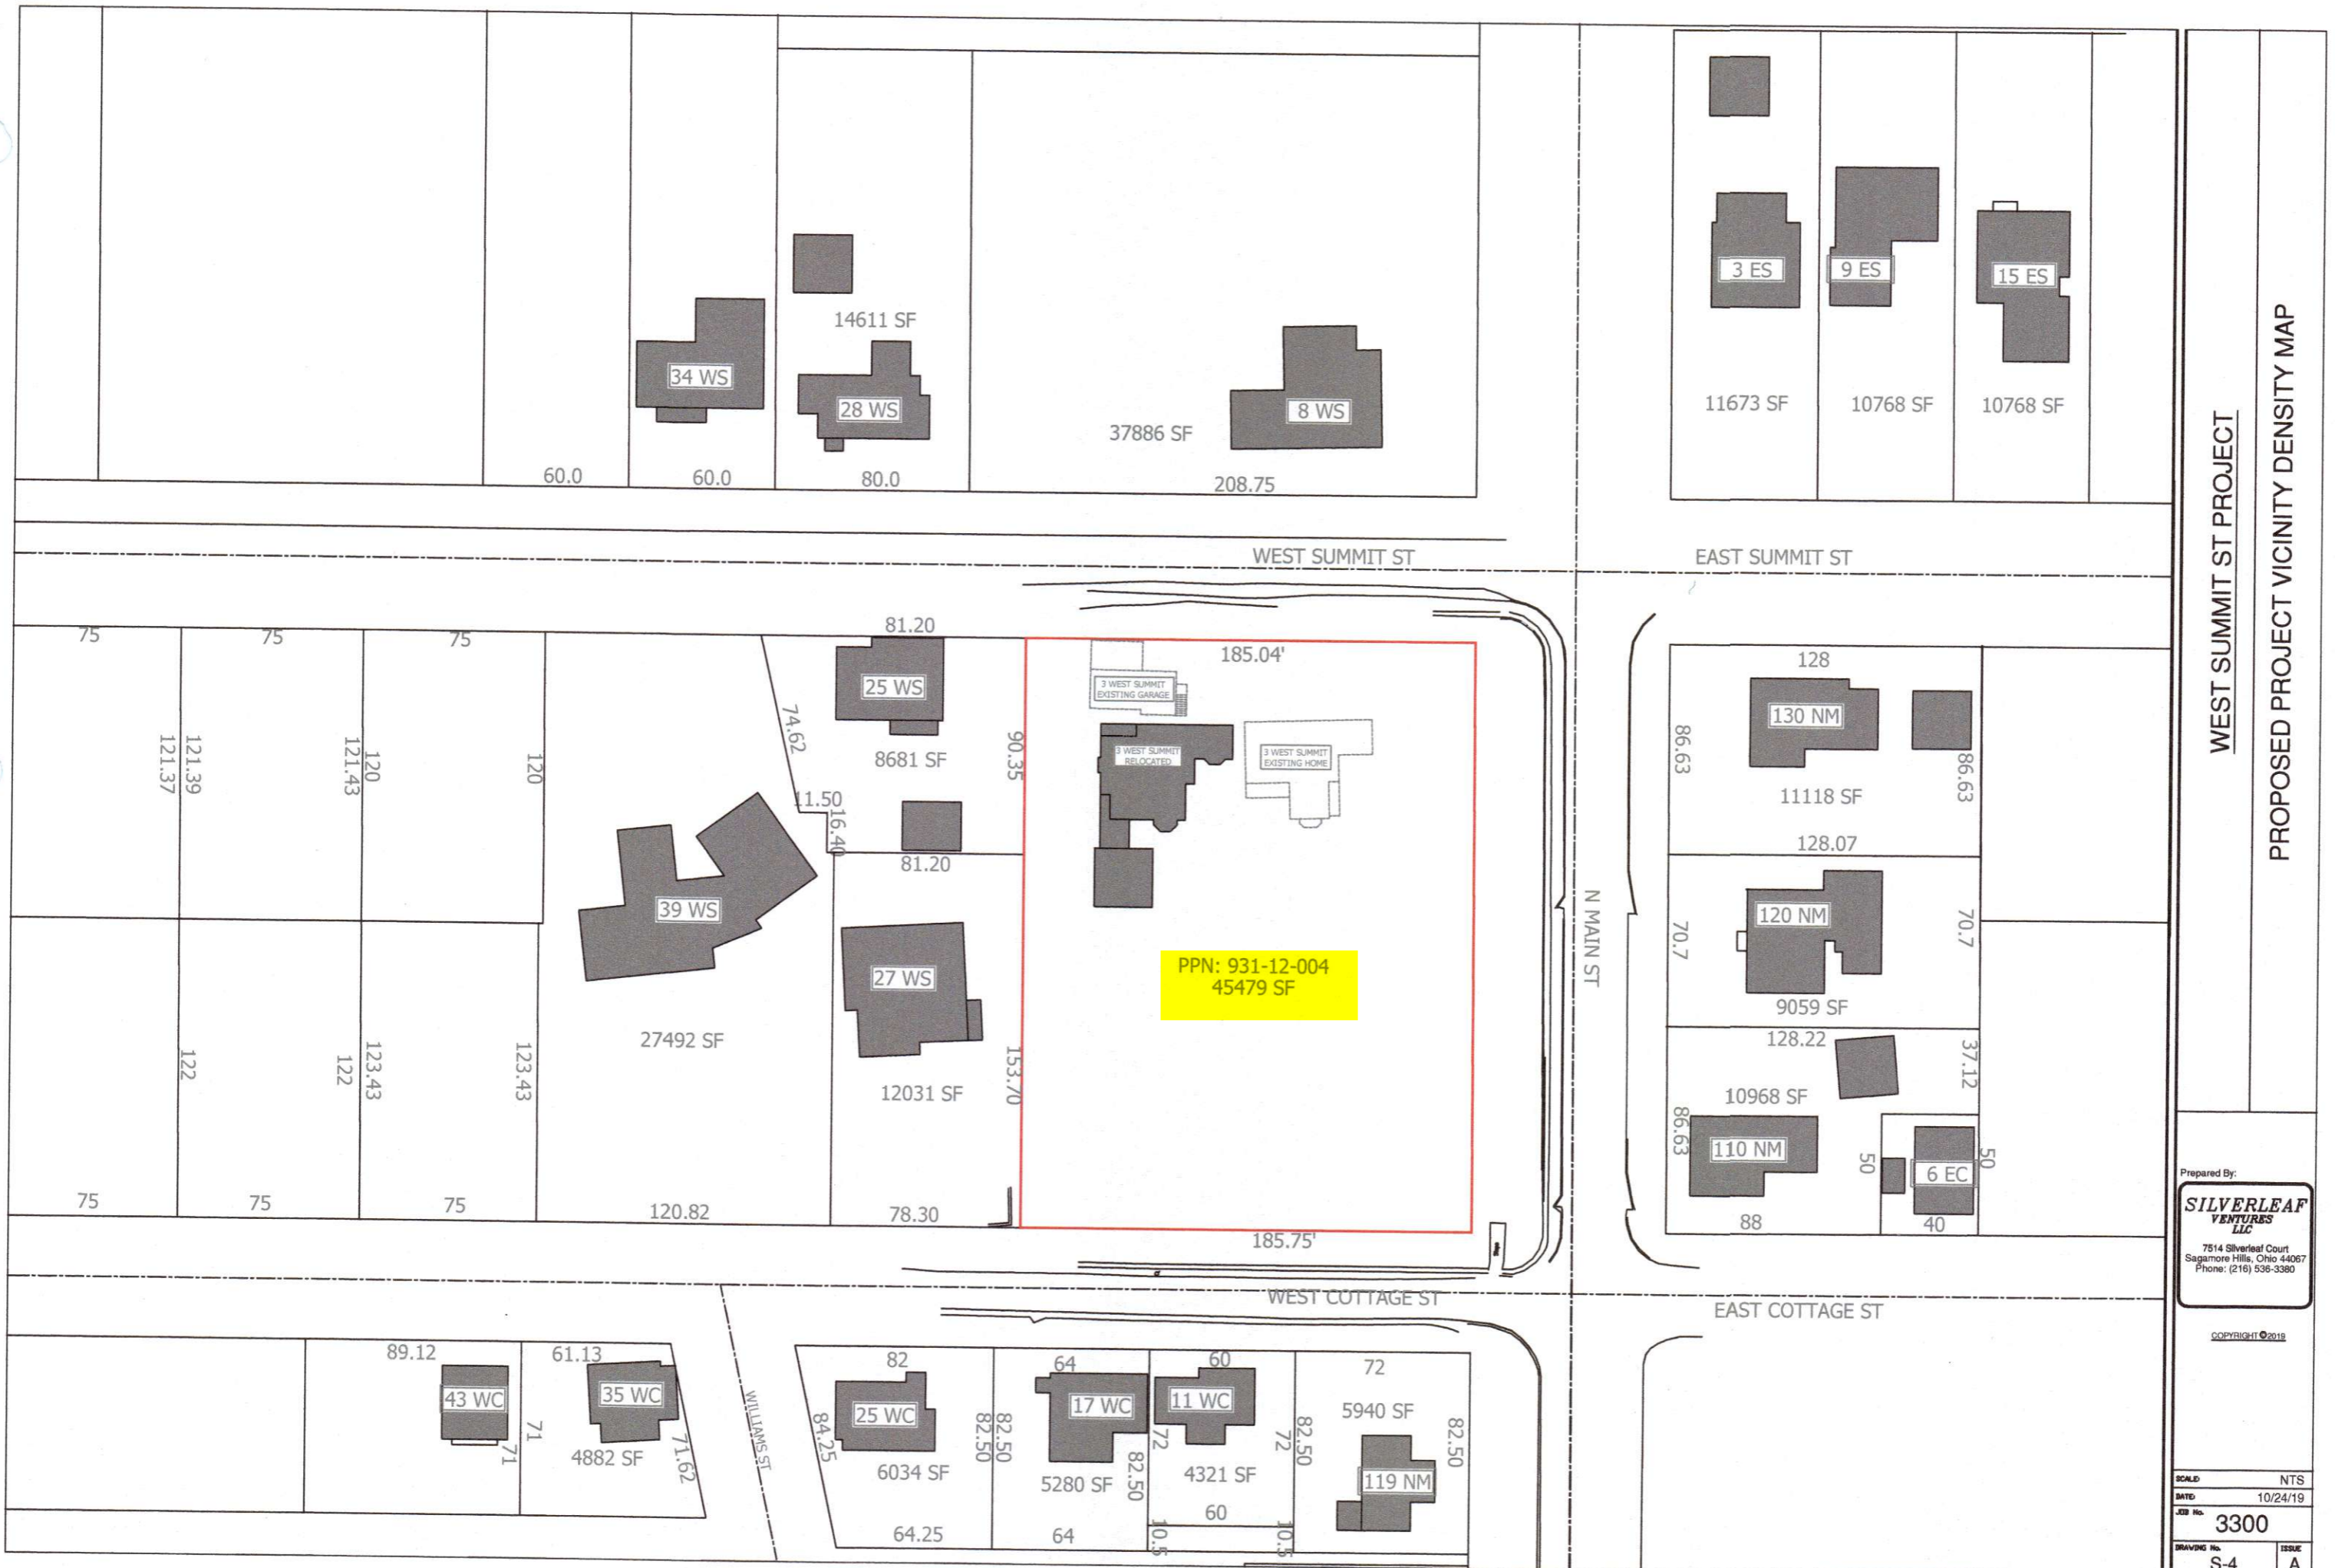 14611 SF
34 WS
28 WS
37886 SF
8 WS
60.0
60.0
80.0
208.75
3 ES
9 ES
15 ES
11673 SF
10768 SF
10768 SF
WEST SUMMIT ST
EAST SUMMIT ST
75
75
75
81.20
185.04'
121.37
121.39
121.43
120
120
74.62
25 WS
8681 SF
90.35
11.50
16.40
81.20
39 WS
27492 SF
27 WS
12031 SF
153.70
3 WEST SUMMIT
EXISTING GARAGE
3 WEST SUMMIT
RELOCATED
3 WEST SUMMIT
EXISTING HOME
PPN: 931-12-004
45479 SF
N MAIN ST
128
86.63
130 NM
86.63
11118 SF
128.07
70.7
120 NM
70.7
9059 SF
128.22
37.12
10968 SF
86.63
110 NM
50
6 EC
50
88
40
122
122
123.43
123.43
75
75
75
120.82
78.30
185.75'
WEST COTTAGE ST
EAST COTTAGE ST
89.12
61.13
43 WC
71
71
35 WC
4882 SF
71.62
WILLIAMS ST
82
84.25
25 WC
6034 SF
82.50
64.25
64
82.50
17 WC
5280 SF
82.50
64
60
72
11 WC
72
4321 SF
60
10.5
10.5
72
82.50
5940 SF
82.50
119 NM
WEST SUMMIT ST PROJECT
PROPOSED PROJECT VICINITY DENSITY MAP
Prepared By:
SILVERLEAF
VENTURES
LLC
7514 Silverleaf Court
Sagamore Hills, Ohio 44067
Phone: (216) 536-3380
COPYRIGHT © 2019
SCALE: NTS
DATE: 10/24/19
JOB No.
3300
DRAWING No.
S-4
ISSUE
A